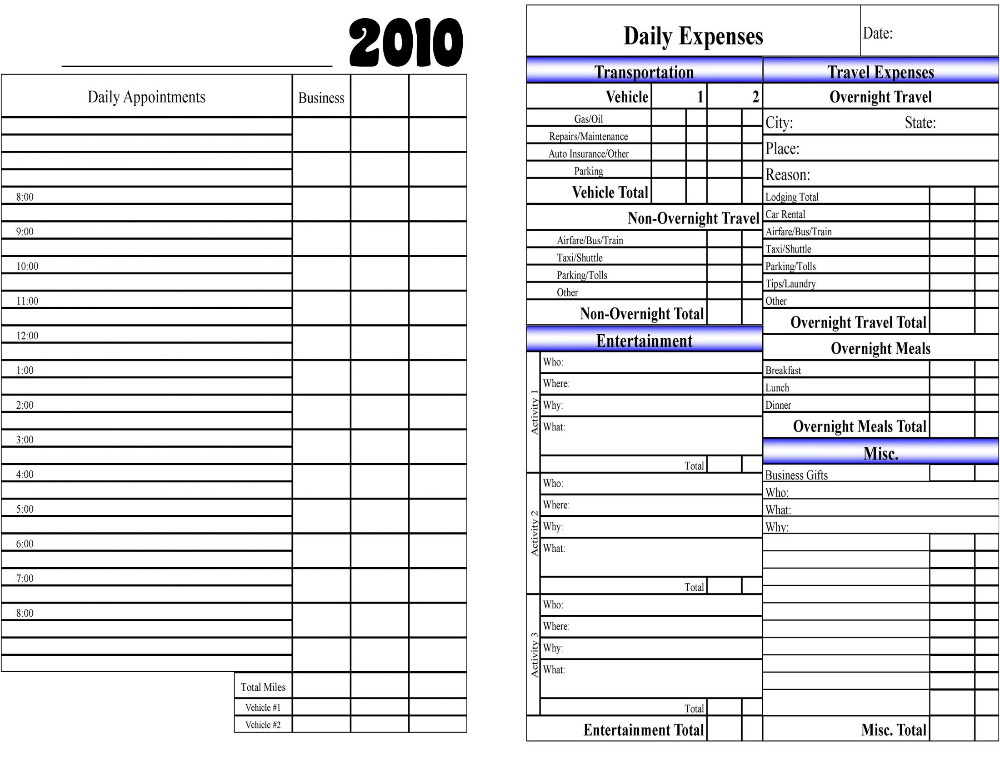 2010
Daily Appointments Business
8:00
9:00
10:00
11:00
12:00
1:00
2:00
3:00
4:00
5:00
6:00
7:00
8:00
Total Miles
Vehicle #1
Vehicle #2
Daily Expenses
Date:
Transportation
Vehicle 1 2
Gas/Oil
Repairs/Maintenance
Auto Insurance/Other
Parking
Vehicle Total
Non-Overnight Travel
Airfare/Bus/Train
Taxi/Shuttle
Parking/Tolls
Other
Non-Overnight Total
Entertainment
Activity 1
Who:
Where:
Why:
What:
Total
Activity 2
Who:
Where:
Why:
What:
Total
Activity 3
Who:
Where:
Why:
What:
Total
Entertainment Total
Travel Expenses
Overnight Travel
City: State:
Place:
Reason:
Lodging Total
Car Rental
Airfare/Bus/Train
Taxi/Shuttle
Parking/Tolls
Tips/Laundry
Other
Overnight Travel Total
Overnight Meals
Breakfast
Lunch
Dinner
Overnight Meals Total
Misc.
Business Gifts
Who:
What:
Why:
Misc. Total